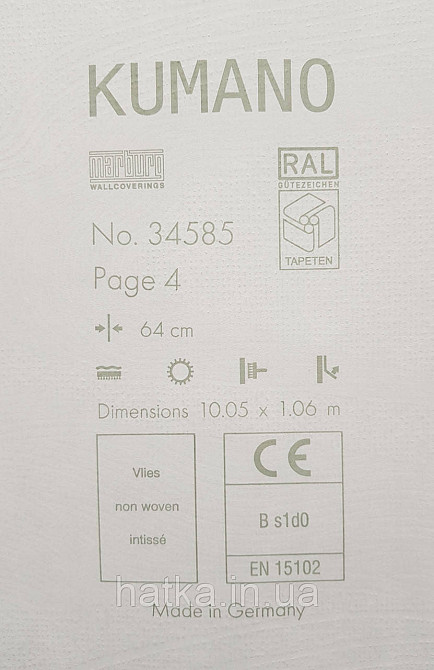 KUMANO
marburg
WALLCOVERINGS
RAL
GÜTEZEICHEN
TAPETEN
No. 34585
Page 4
64 cm
Dimensions 10.05 x 1.06 m
Vlies
non woven
intissé
CE
B s1d0
EN 15102
hatka.in.ua
Made in Germany